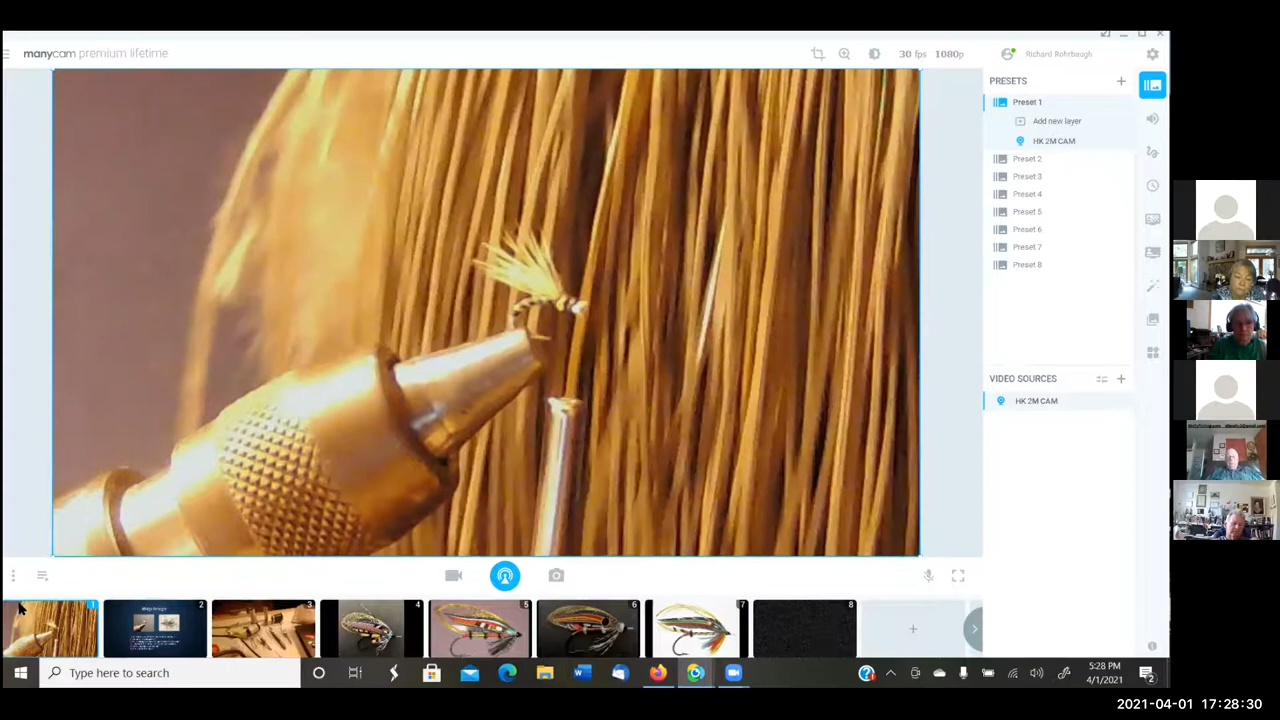 manycam premium lifetime
30 fps 1080p
Richard Rohrbaugh
PRESETS
Preset 1
Add new layer
HK 2M CAM
Preset 2
Preset 3
Preset 4
Preset 5
Preset 6
Preset 7
Preset 8
VIDEO SOURCES
HK 2M CAM
1
2
3
4
5
6
7
8
Type here to search
5:28 PM
4/1/2021
2
2021-04-01 17:28:30